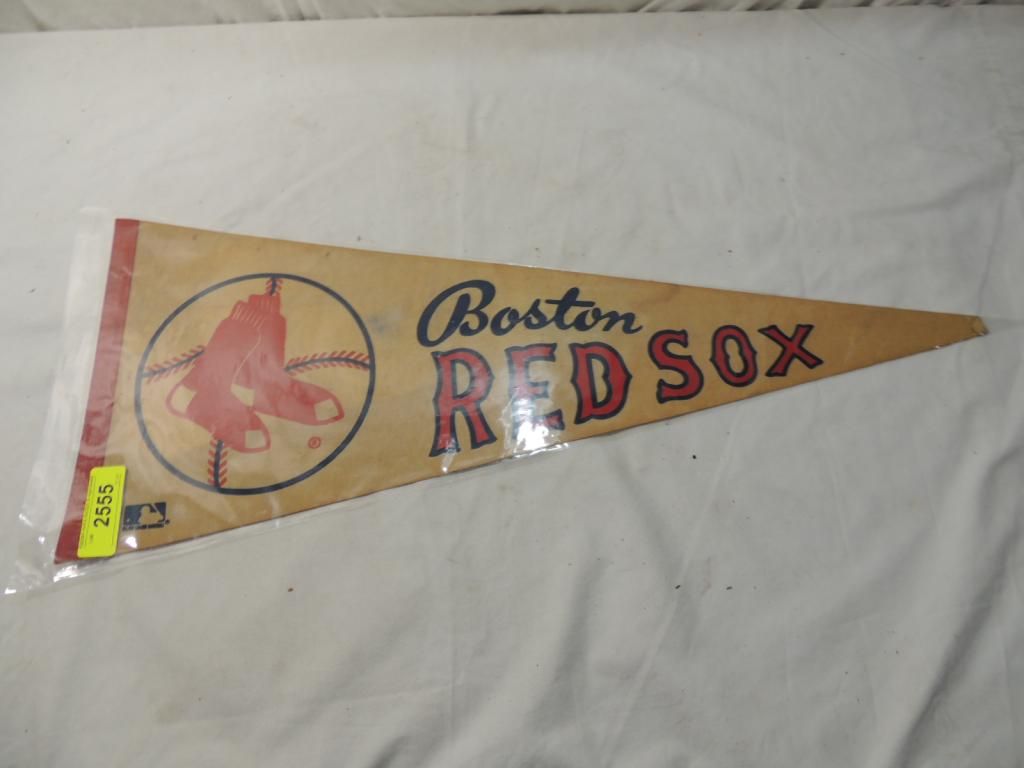 Boston
RED SOX
®
2555